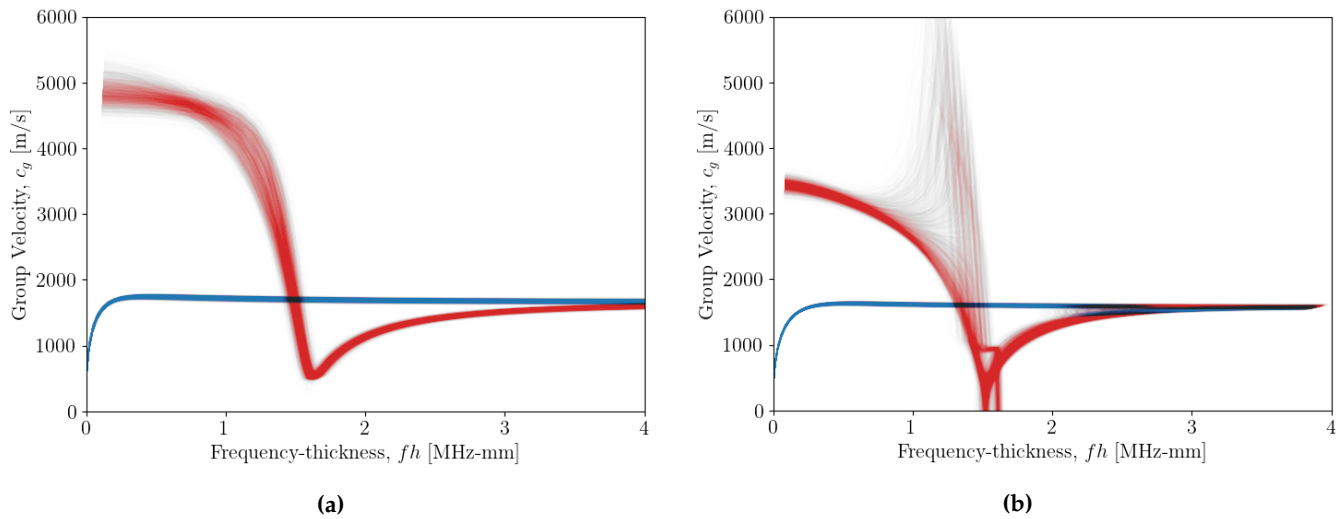 6000
5000
4000
3000
2000
1000
0
Group Velocity, c_g [m/s]
0 1 2 3 4
Frequency-thickness, fh [MHz-mm]
(a)
6000
5000
4000
3000
2000
1000
0
Group Velocity, c_g [m/s]
0 1 2 3 4
Frequency-thickness, fh [MHz-mm]
(b)